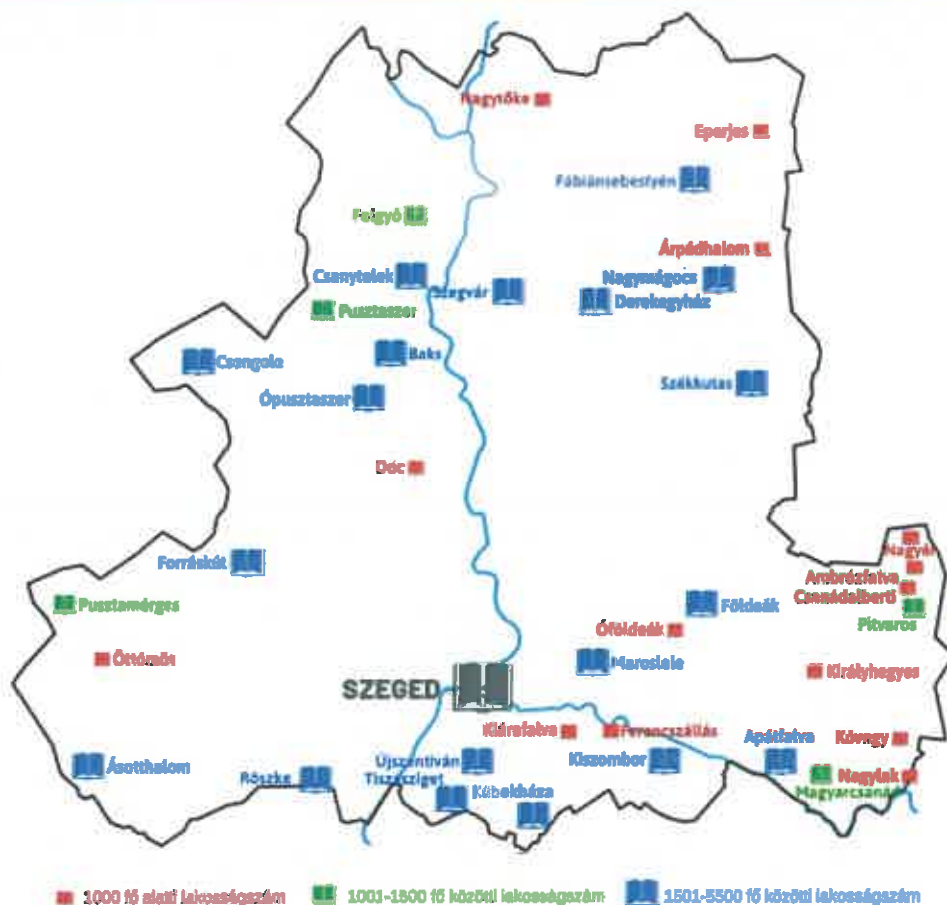 Nagytőke
Eperjes
Fábiánsebestyén
Felgyő
Árpádhalom
Csanytelek
Nagymágocs
Szegvár
Derekegyház
Pusztaszer
Baks
Csengele
Székkutas
Ópusztaszer
Dóc
Nagyér
Forráskút
Ambrózfalva
Csanádalberti
Pusztamérges
Földeák
Pitvaros
Óföldeák
Öttömös
Maroslele
Királyhegyes
SZEGED
Klárafalva
Ferencszállás
Kövegy
Újszentiván
Kiszombor
Apátfalva
Ásotthalom
Röszke
Tiszasziget
Nagylak
Kübekháza
Magyarcsanád
1000 fő alatti lakosságszám
1001-1500 fő közötti lakosságszám
1501-5500 fő közötti lakosságszám